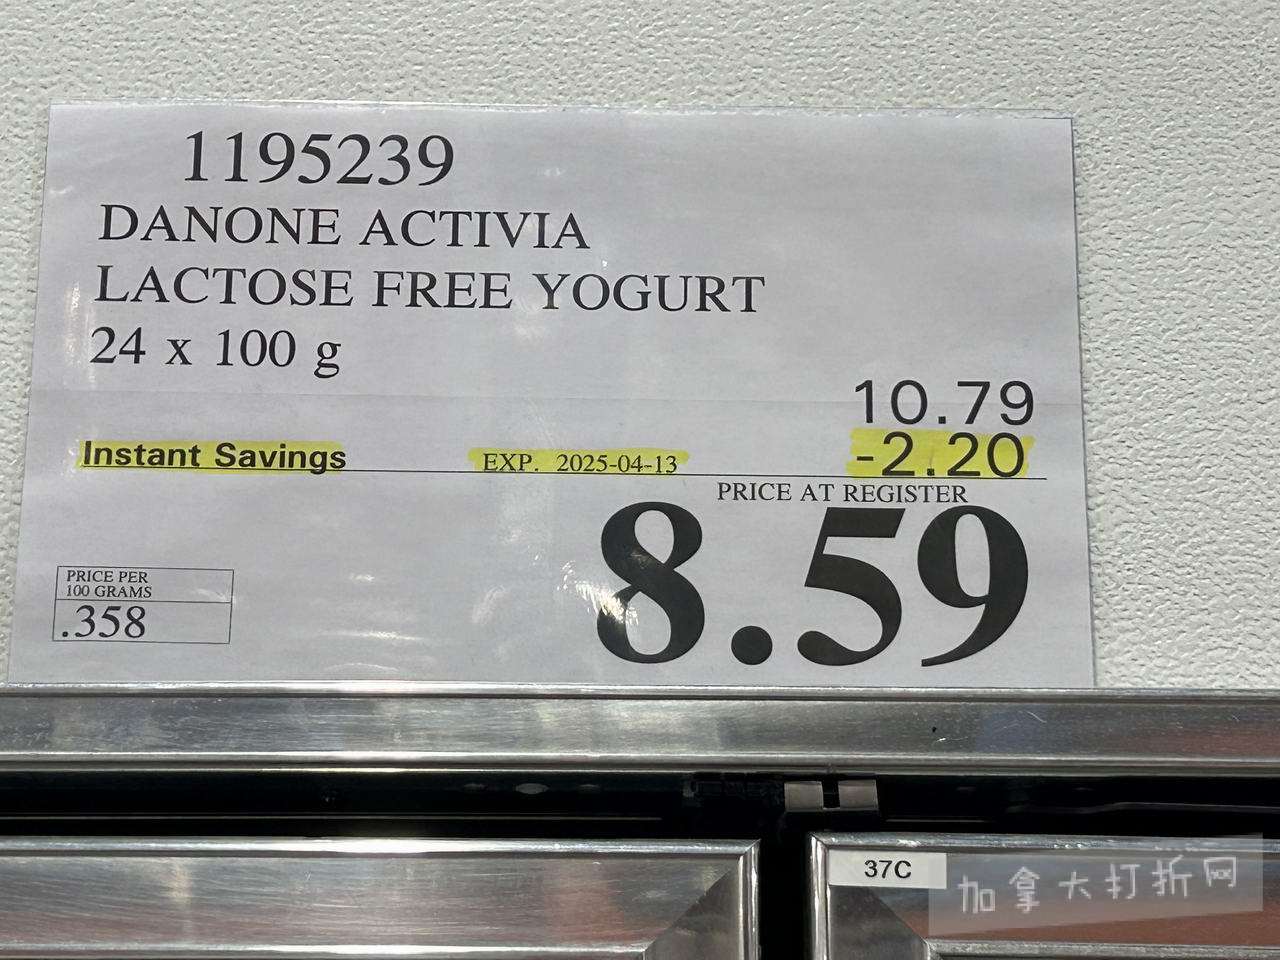 1195239
DANONE ACTIVIA
LACTOSE FREE YOGURT
24 x 100 g
10.79
Instant Savings EXP. 2025-04-13 -2.20
PRICE AT REGISTER
8.59
PRICE PER
100 GRAMS
.358
37C
加拿大打折网